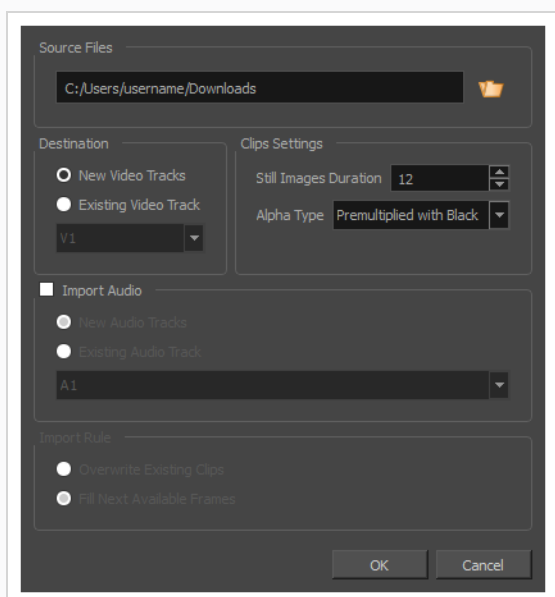 Source Files
C:/Users/username/Downloads
Destination
New Video Tracks
Existing Video Track
V1
Clips Settings
Still Images Duration 12
Alpha Type Premultiplied with Black
Import Audio
New Audio Tracks
Existing Audio Track
A1
Import Rule
Overwrite Existing Clips
Fill Next Available Frames
OK
Cancel